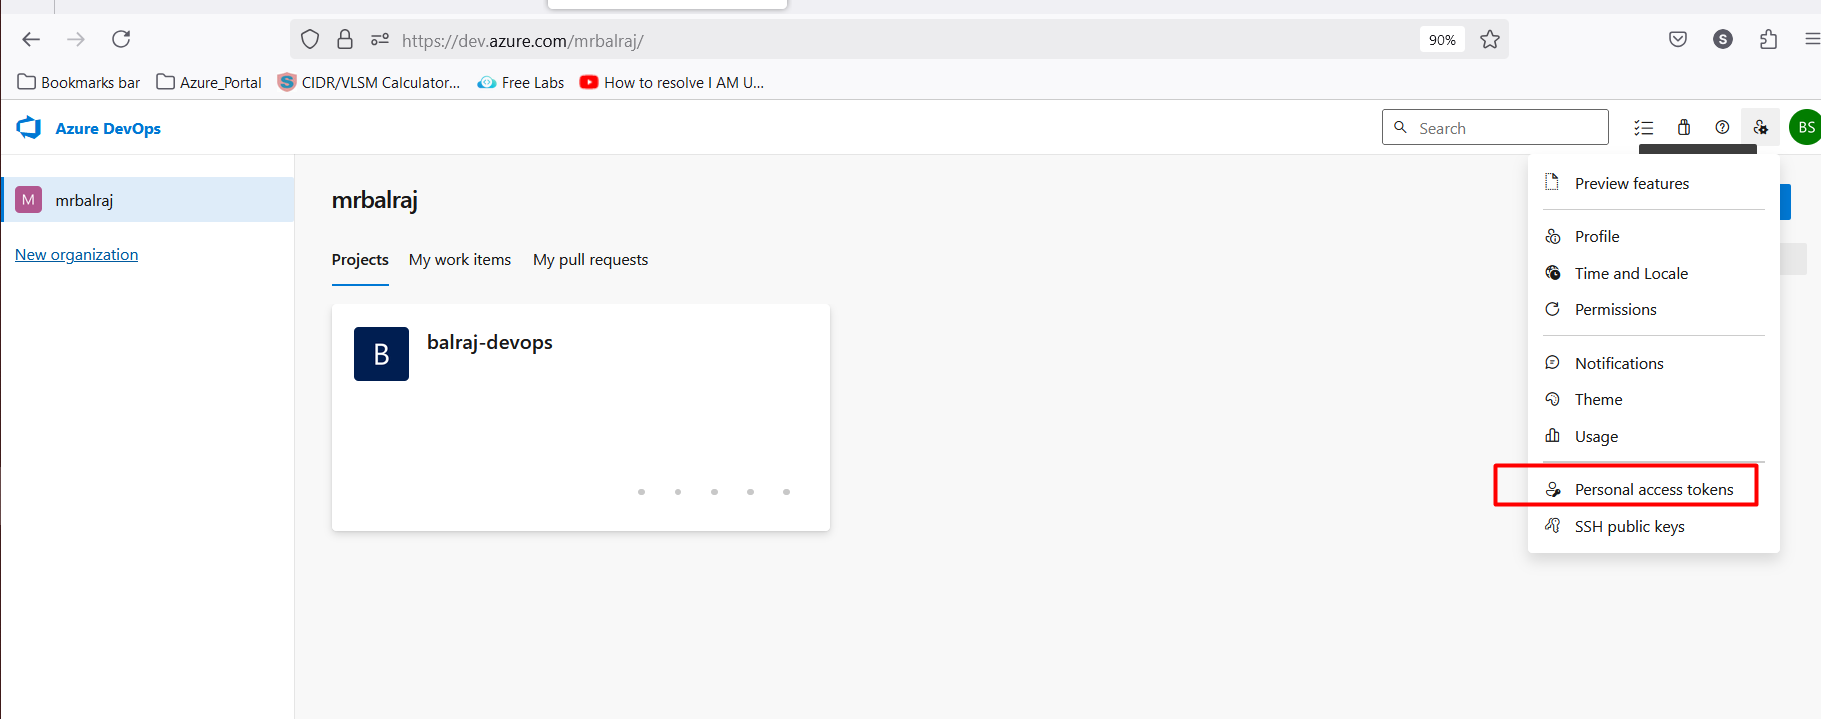 https://dev.azure.com/mrbalraj/
90%
S
Bookmarks bar
Azure_Portal
S
CIDR/VLSM Calculator...
Free Labs
How to resolve I AM U...
Azure DevOps
Search
BS
M
mrbalraj
New organization
mrbalraj
Projects
My work items
My pull requests
B
balraj-devops
Preview features
Profile
Time and Locale
Permissions
Notifications
Theme
Usage
Personal access tokens
SSH public keys